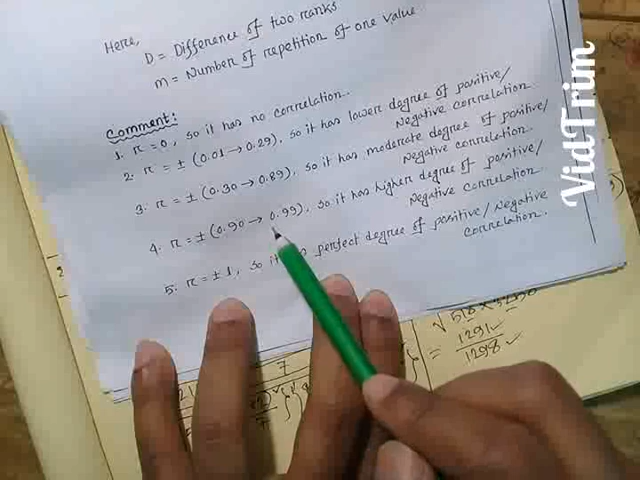 Here,
D = Difference of two ranks
m = Number of repetition of one value
Comment:
1. r = 0, so it has no correlation.
2. r = ± (0.01 → 0.29), so it has lower degree of positive/
Negative correlation.
3. r = ± (0.30 → 0.89), so it has moderate degree of positive/
Negative correlation.
4. r = ± (0.90 → 0.99), so it has higher degree of positive/
Negative correlation.
5. r = ± 1, so it perfect degree of positive/Negative
correlation.
= 1291
1298
7
VidTrim